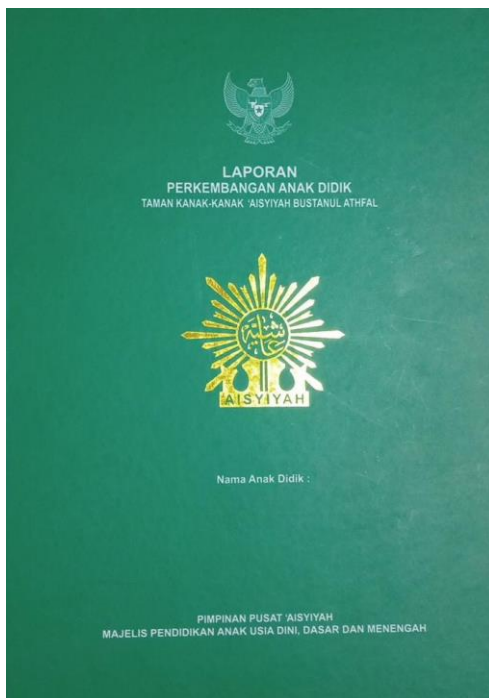 LAPORAN
PERKEMBANGAN ANAK DIDIK
TAMAN KANAK-KANAK 'AISYIYAH BUSTANUL ATHFAL
عائشية
AISYIYAH
Nama Anak Didik :
PIMPINAN PUSAT 'AISYIYAH
MAJELIS PENDIDIKAN ANAK USIA DINI, DASAR DAN MENENGAH